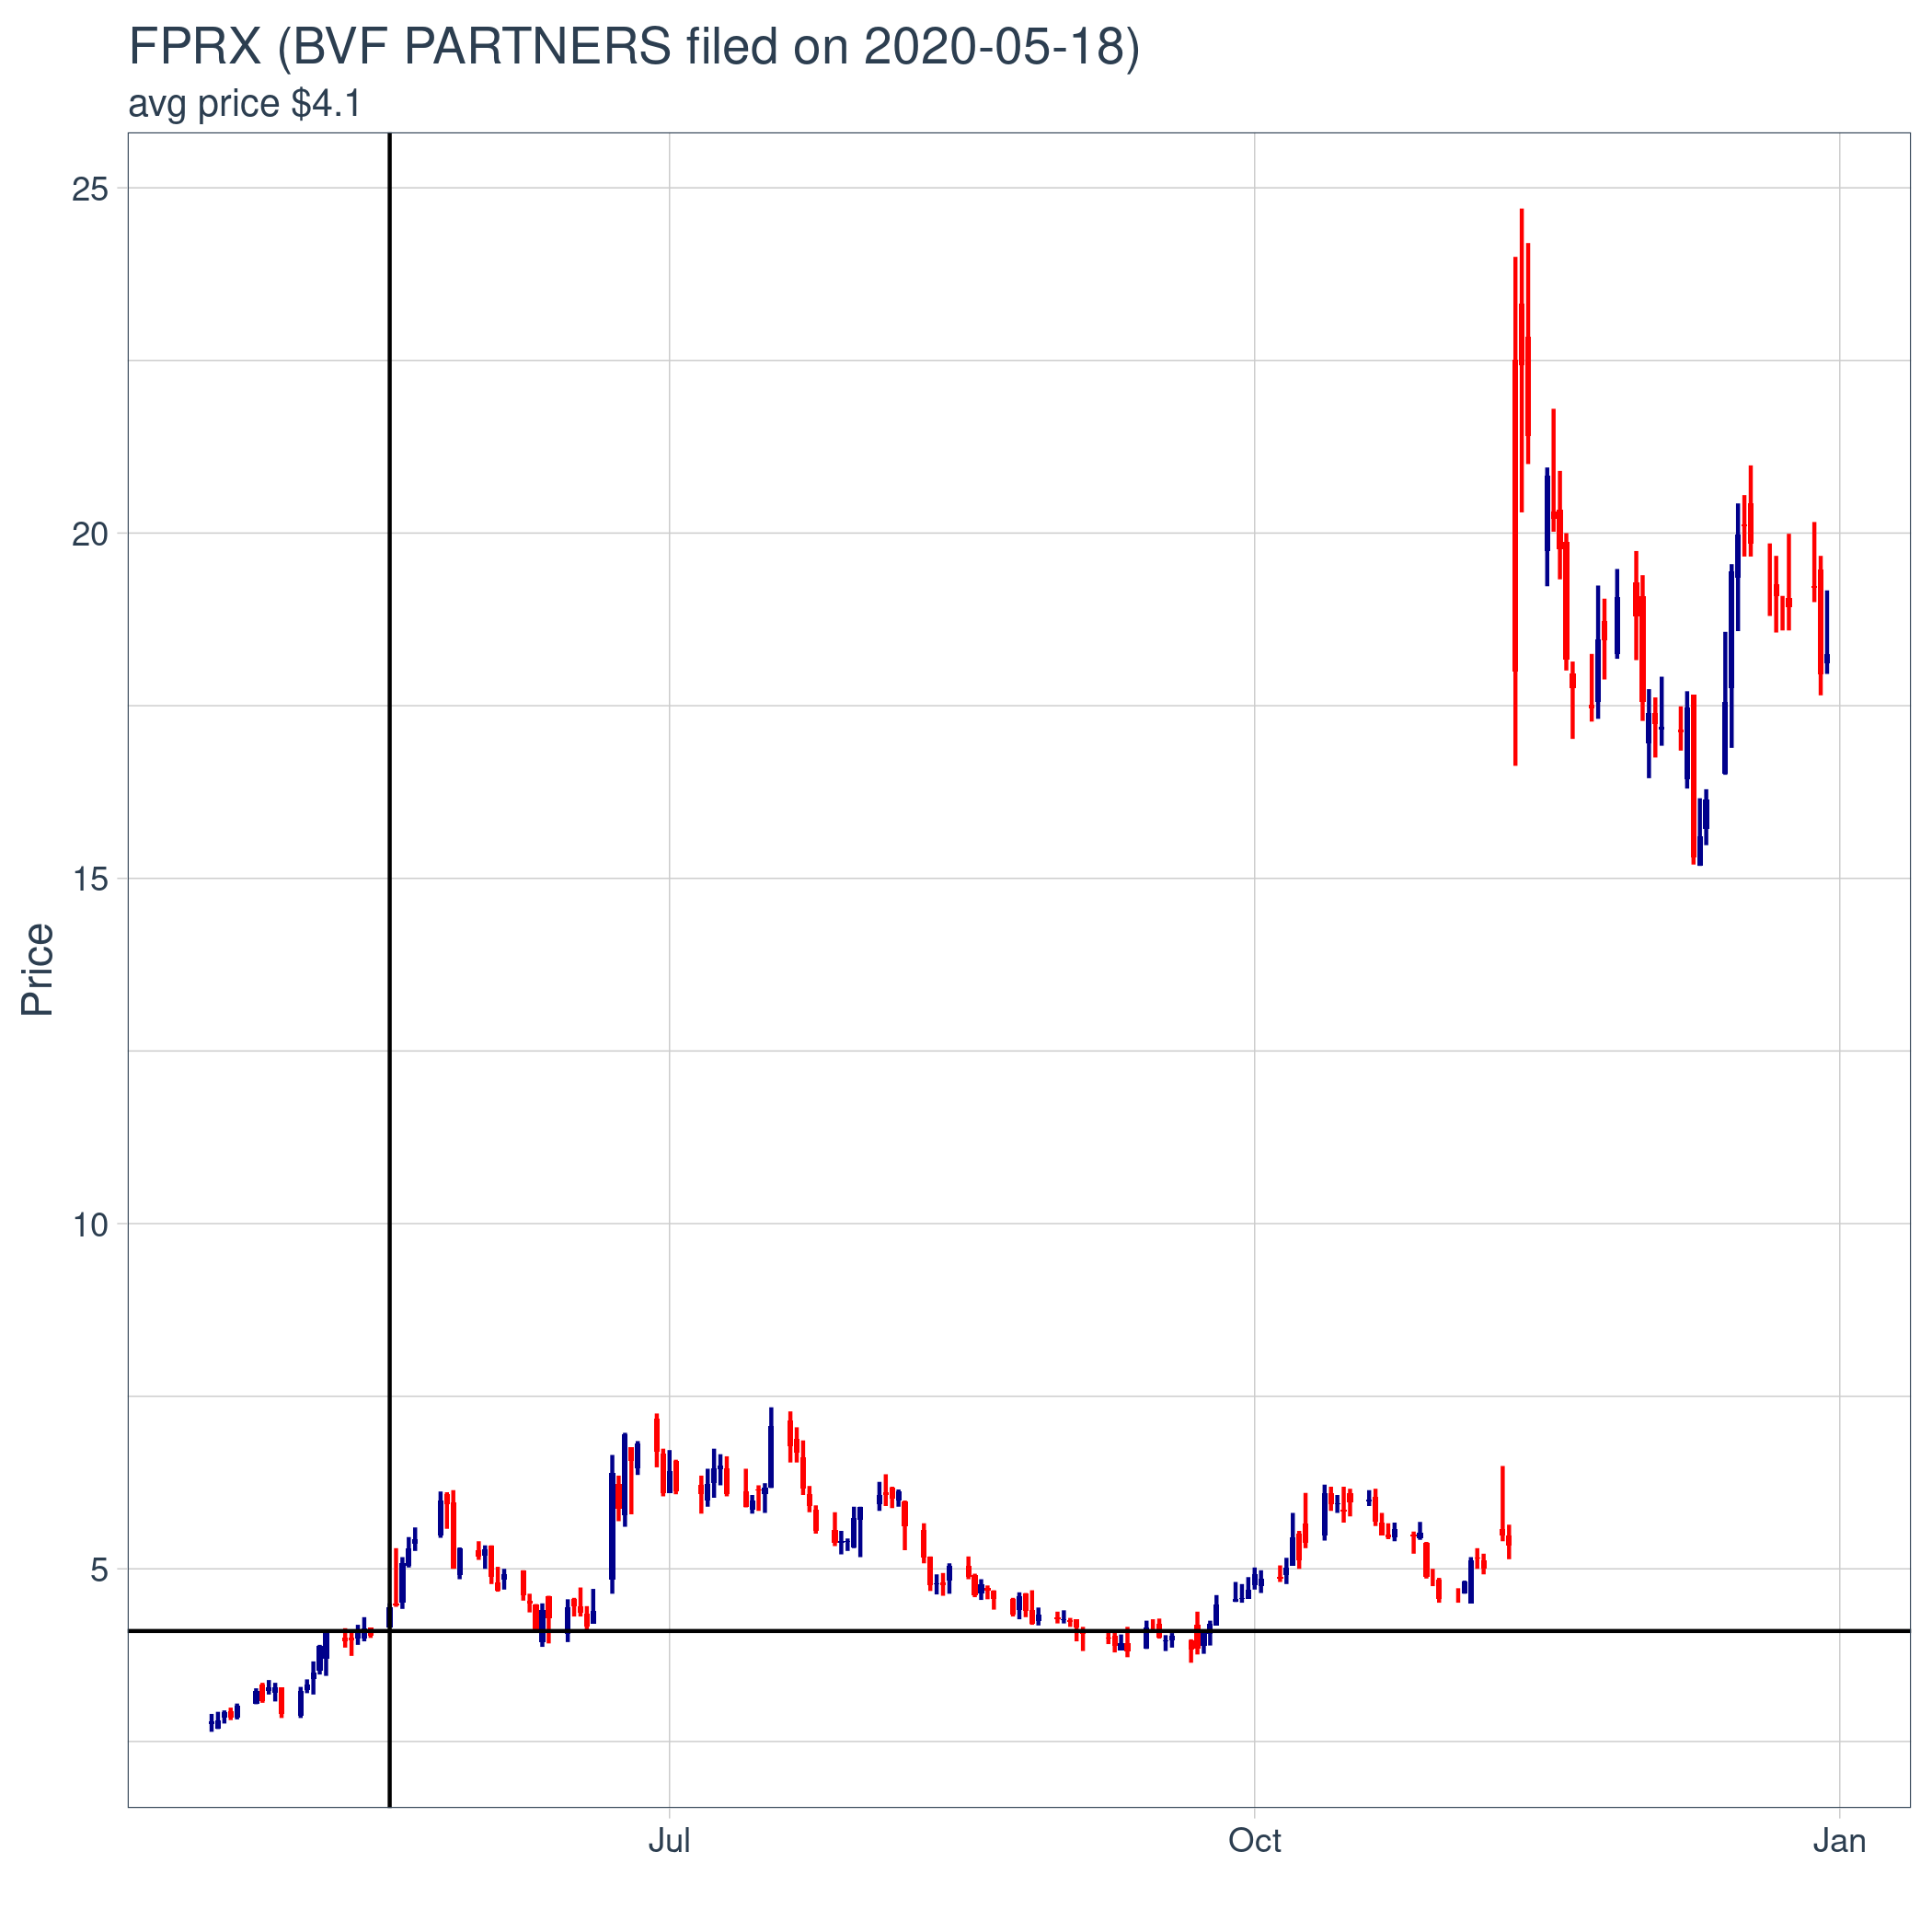 FPRX (BVF PARTNERS filed on 2020-05-18)
avg price $4.1
25
20
15
10
5
Price
Jul
Oct
Jan